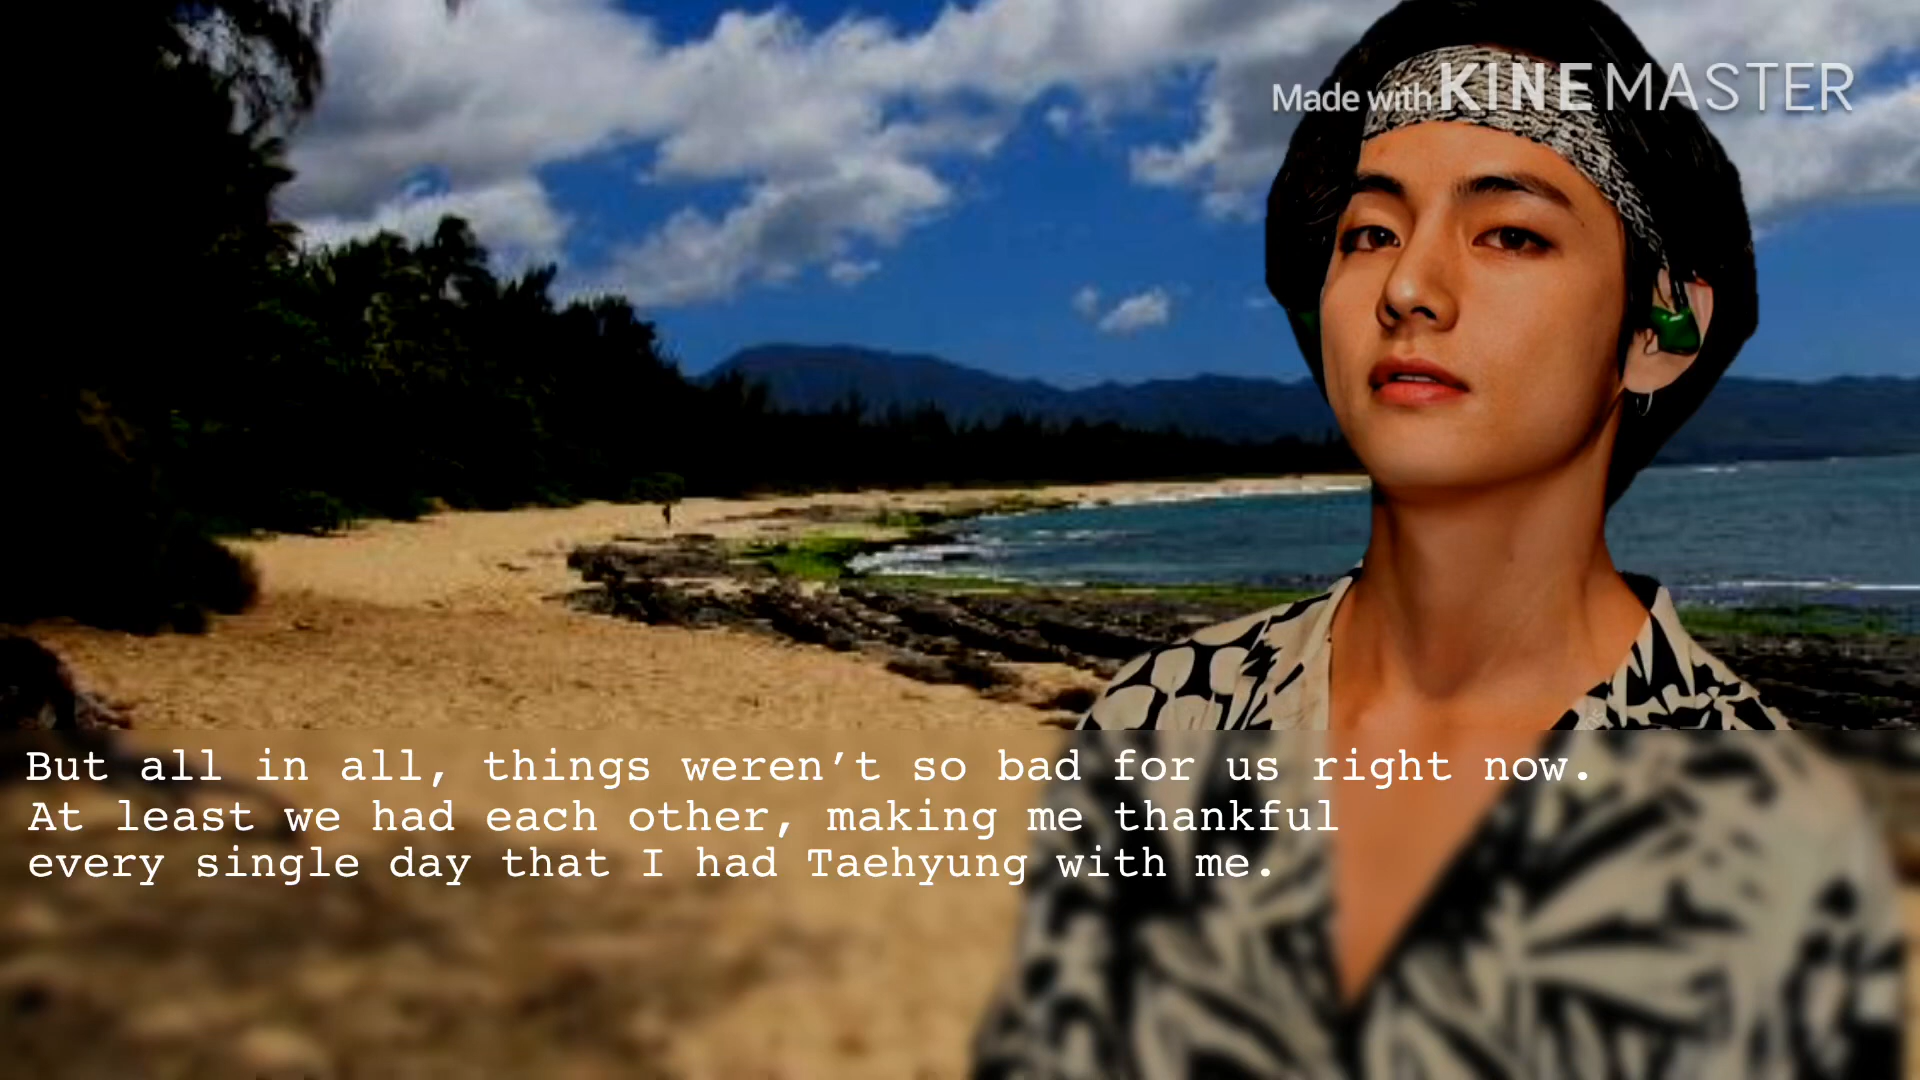 Made with KINEMASTER
But all in all, things weren’t so bad for us right now.
At least we had each other, making me thankful
every single day that I had Taehyung with me.